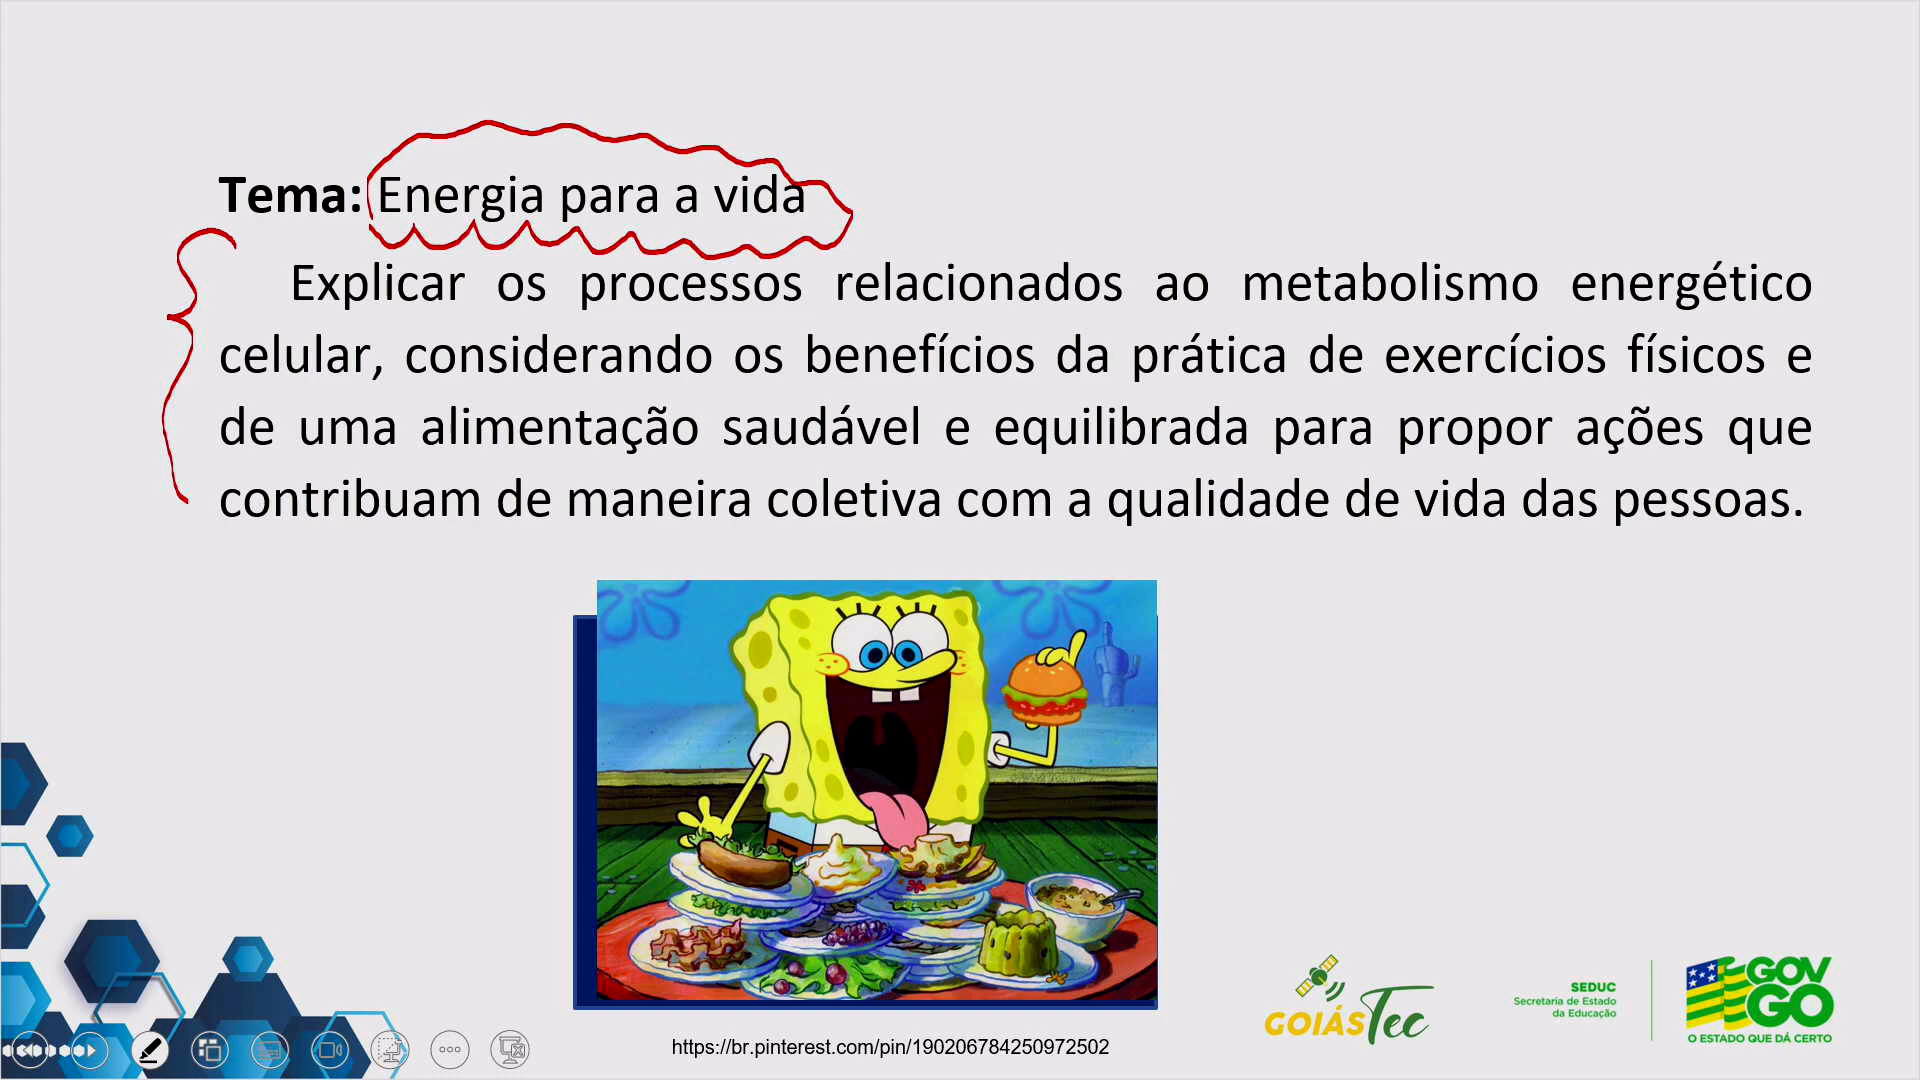 Tema: Energia para a vida
Explicar os processos relacionados ao metabolismo energético
celular, considerando os benefícios da prática de exercícios físicos e
de uma alimentação saudável e equilibrada para propor ações que
contribuam de maneira coletiva com a qualidade de vida das pessoas.
https://br.pinterest.com/pin/190206784250972502
GOIÁSTec
SEDUC
Secretaria de Estado
da Educação
GOV
GO
O ESTADO QUE DÁ CERTO